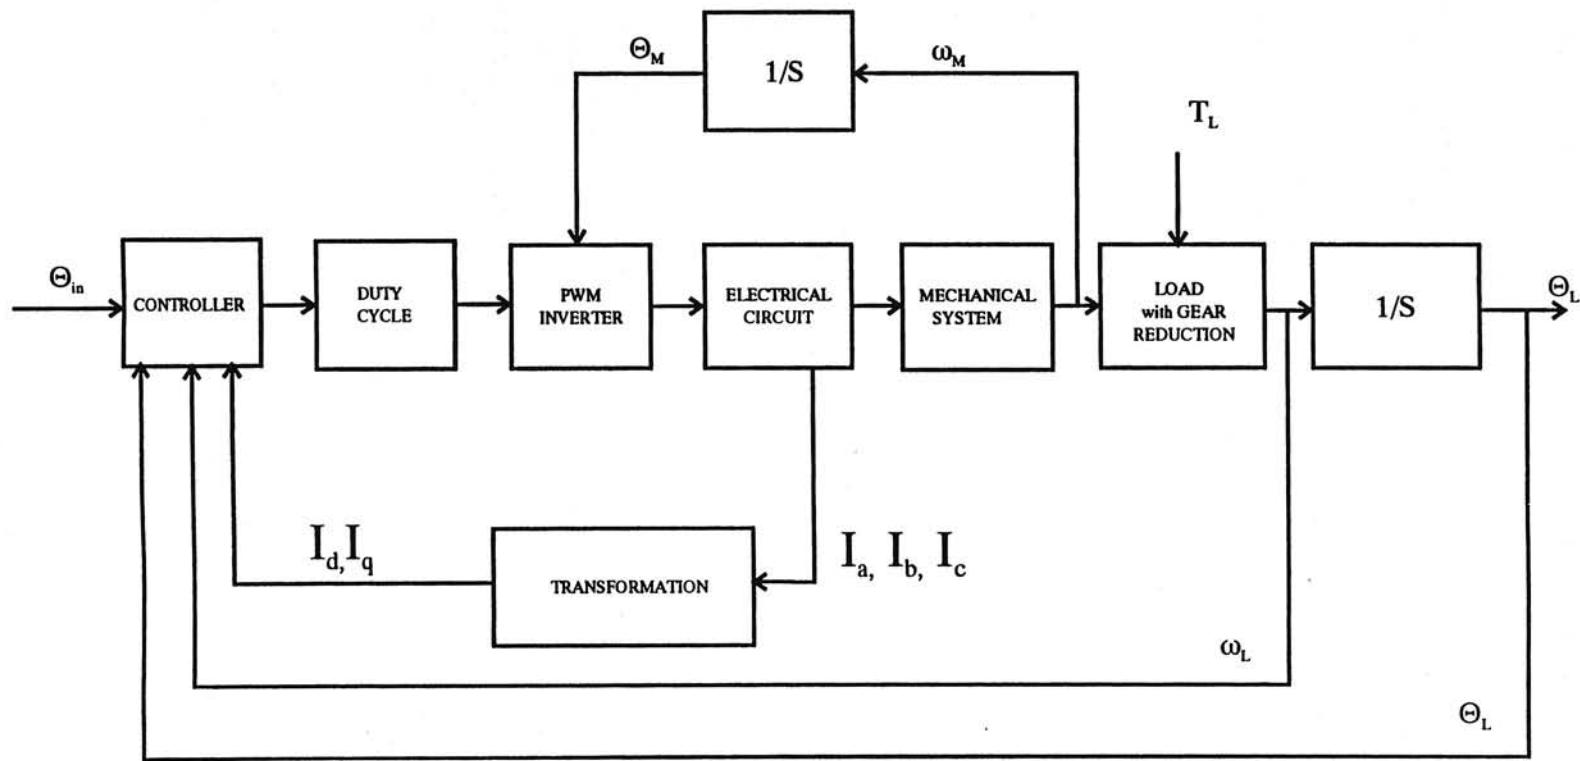 Θ_M
1/S
ω_M
T_L
Θ_in
CONTROLLER
DUTY
CYCLE
PWM
INVERTER
ELECTRICAL
CIRCUIT
MECHANICAL
SYSTEM
LOAD
with GEAR
REDUCTION
1/S
Θ_L
I_d, I_q
TRANSFORMATION
I_a, I_b, I_c
ω_L
Θ_L